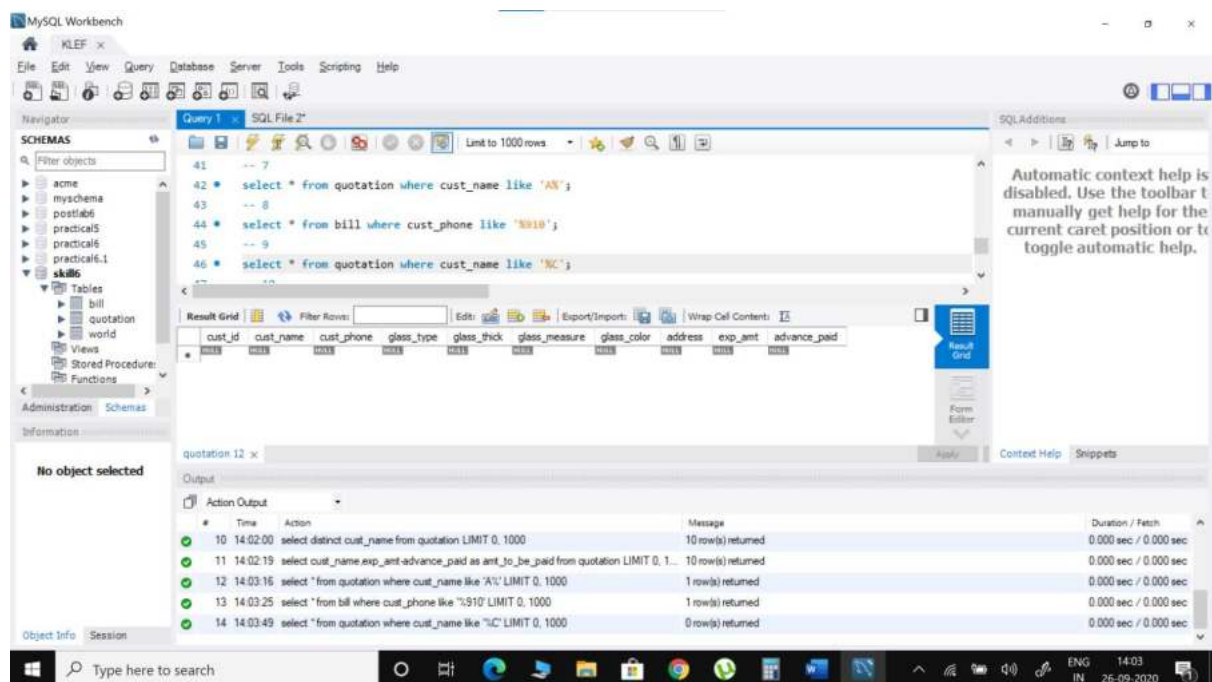 MySQL Workbench
KLEF ×
File Edit View Query Database Server Tools Scripting Help
Navigator
SCHEMAS
Filter objects
acme
myschema
postlab6
practical5
practical6
practical6.1
skill6
Tables
bill
quotation
world
Views
Stored Procedure:
Functions
Administration Schemas
Information
No object selected
Object Info Session
Query 1 × SQL File 2*
Limit to 1000 rows
41 -- 7
42 select * from quotation where cust_name like 'A%';
43 -- 8
44 select * from bill where cust_phone like '%910';
45 -- 9
46 select * from quotation where cust_name like '%C';
Result Grid Filter Rows: Edit: Export/Import: Wrap Cell Content:
cust_id cust_name cust_phone glass_type glass_thick glass_measure glass_color address exp_amt advance_paid
NULL NULL NULL NULL NULL NULL NULL NULL NULL NULL
Result Grid
Form Editor
quotation 12 ×
Apply
SQLAdditions
Jump to
Automatic context help is
disabled. Use the toolbar t
manually get help for the
current caret position or to
toggle automatic help.
Context Help Snippets
Output
Action Output
# Time Action Message Duration / Fetch
10 14:02:00 select distinct cust_name from quotation LIMIT 0, 1000 10 row(s) returned 0.000 sec / 0.000 sec
11 14:02:19 select cust_name,exp_amt-advance_paid as amt_to_be_paid from quotation LIMIT 0, 1... 10 row(s) returned 0.000 sec / 0.000 sec
12 14:03:16 select * from quotation where cust_name like 'A%' LIMIT 0, 1000 1 row(s) returned 0.000 sec / 0.000 sec
13 14:03:25 select * from bill where cust_phone like '%910' LIMIT 0, 1000 1 row(s) returned 0.000 sec / 0.000 sec
14 14:03:49 select * from quotation where cust_name like '%C' LIMIT 0, 1000 0 row(s) returned 0.000 sec / 0.000 sec
Type here to search
ENG
IN
14:03
26-09-2020